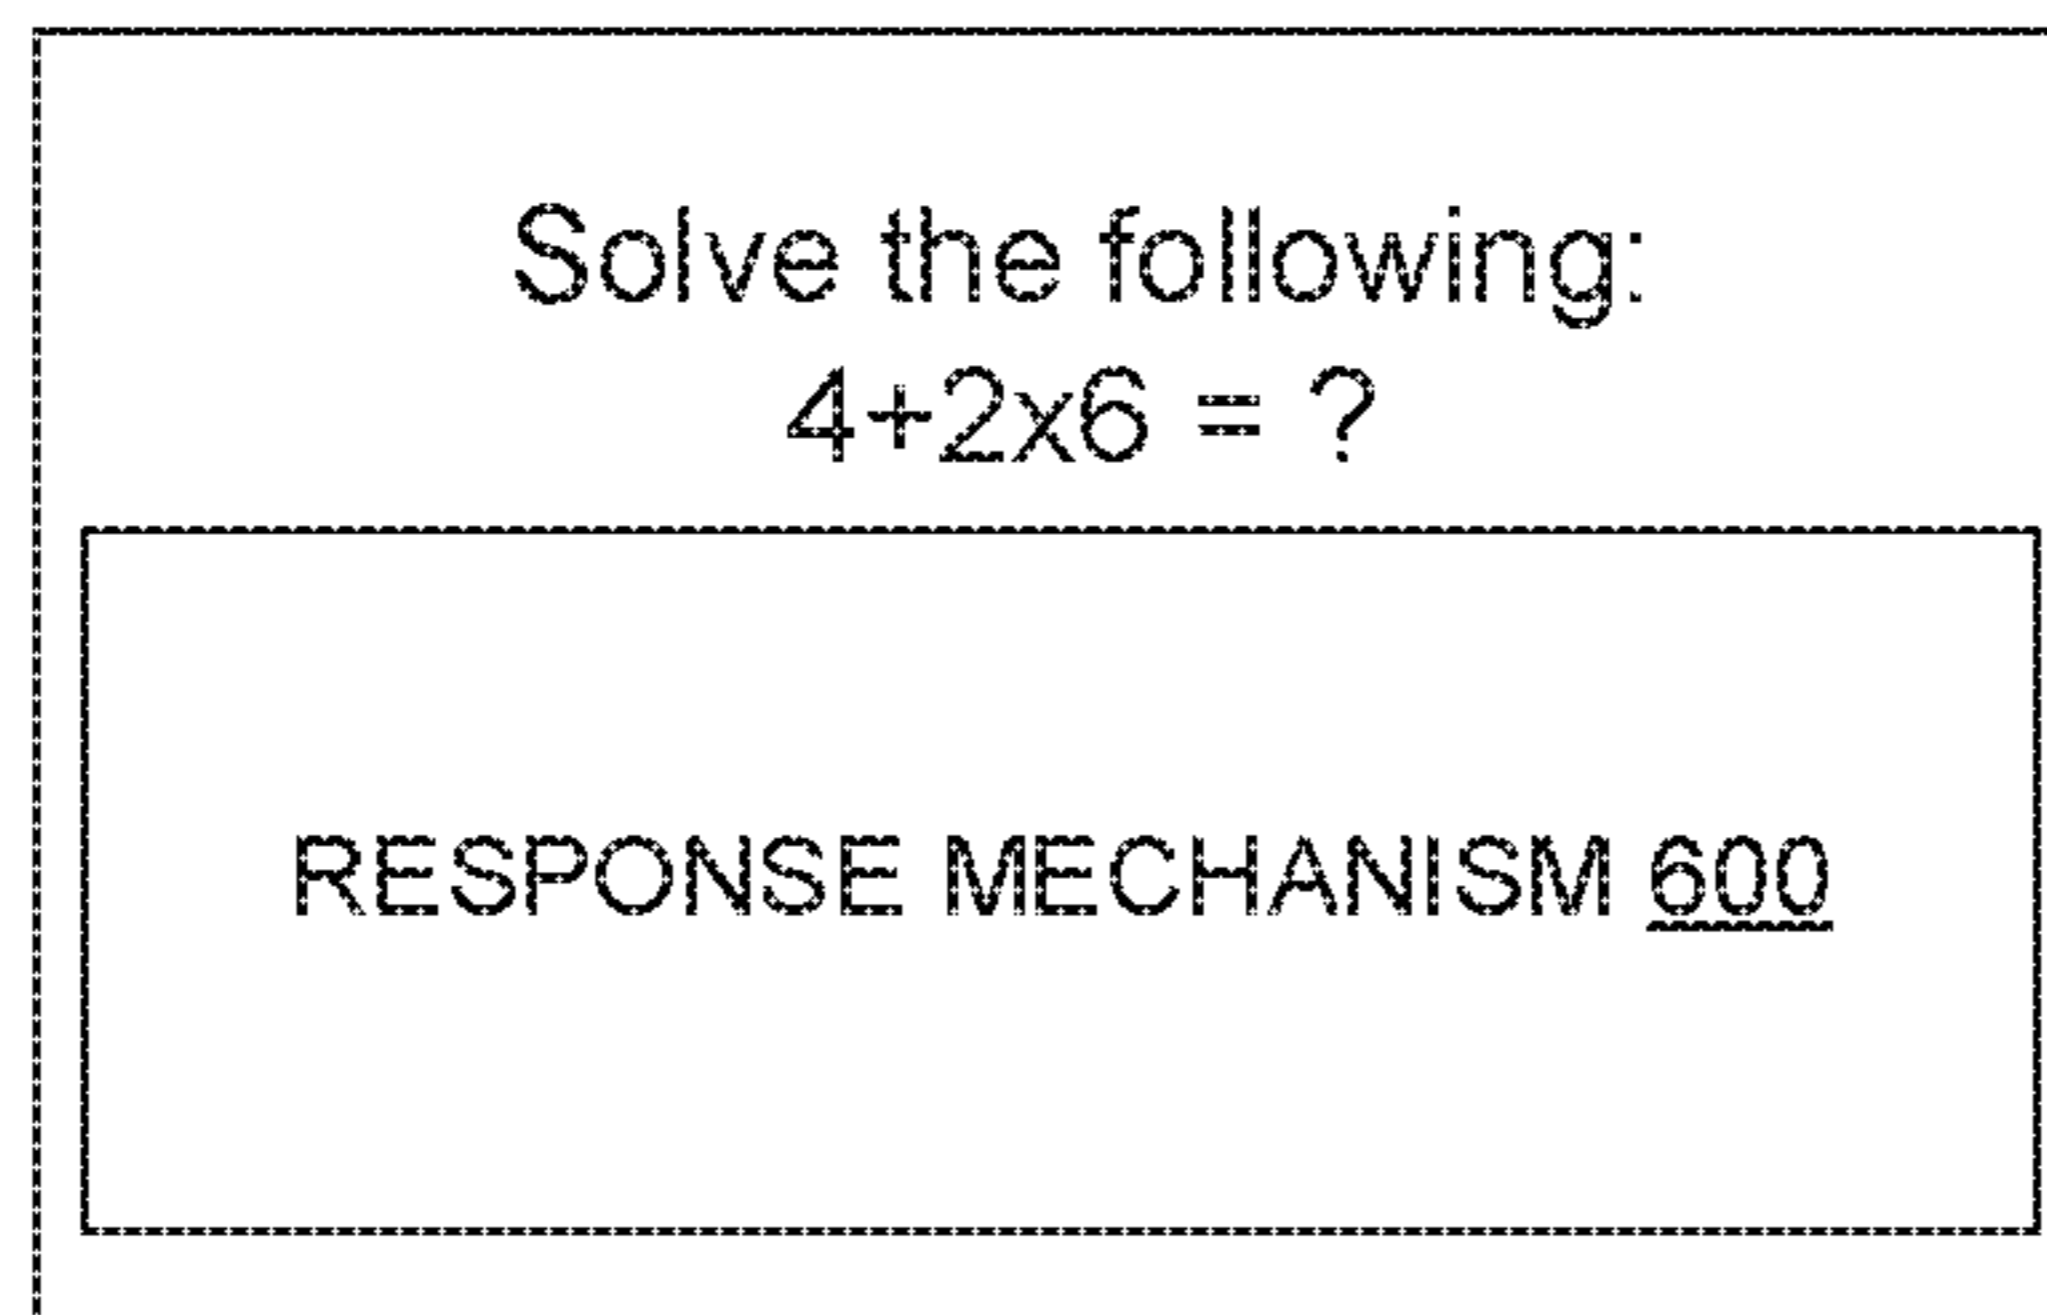 Solve the following:
4+2x6 = ?
RESPONSE MECHANISM 600